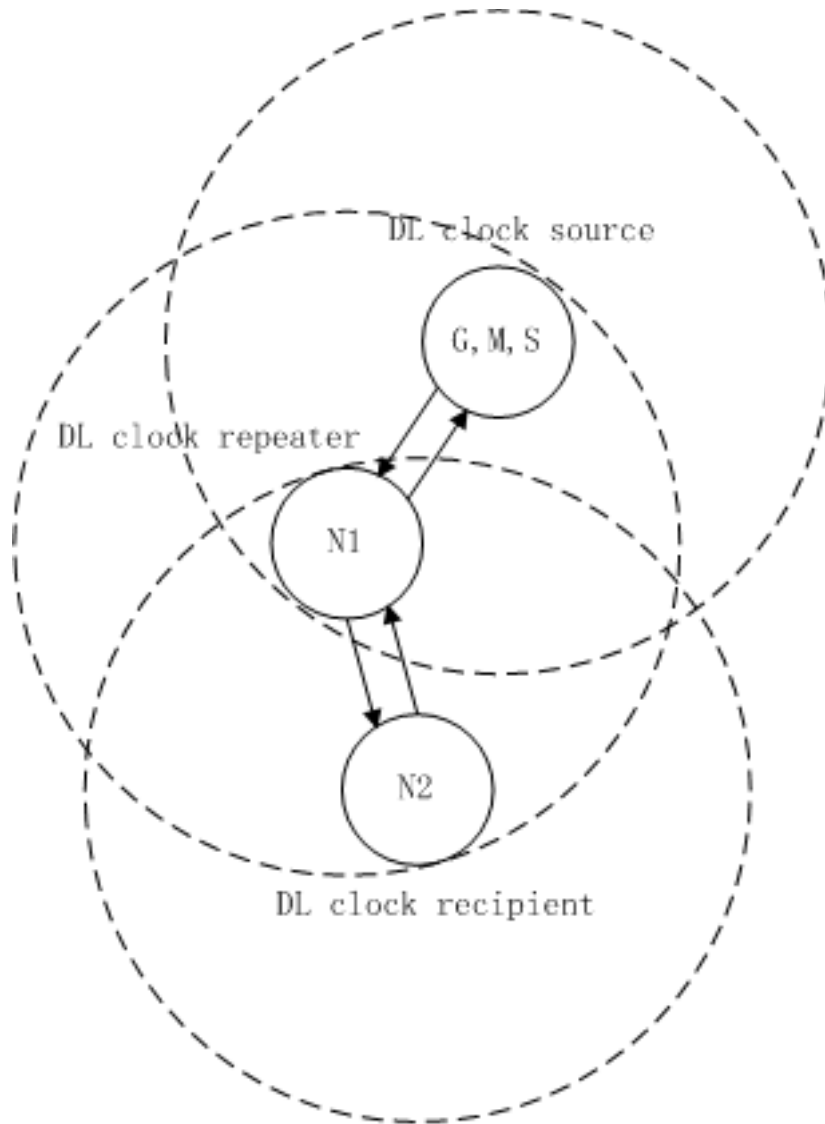 DL clock source
G,M,S
DL clock repeater
N1
N2
DL clock recipient